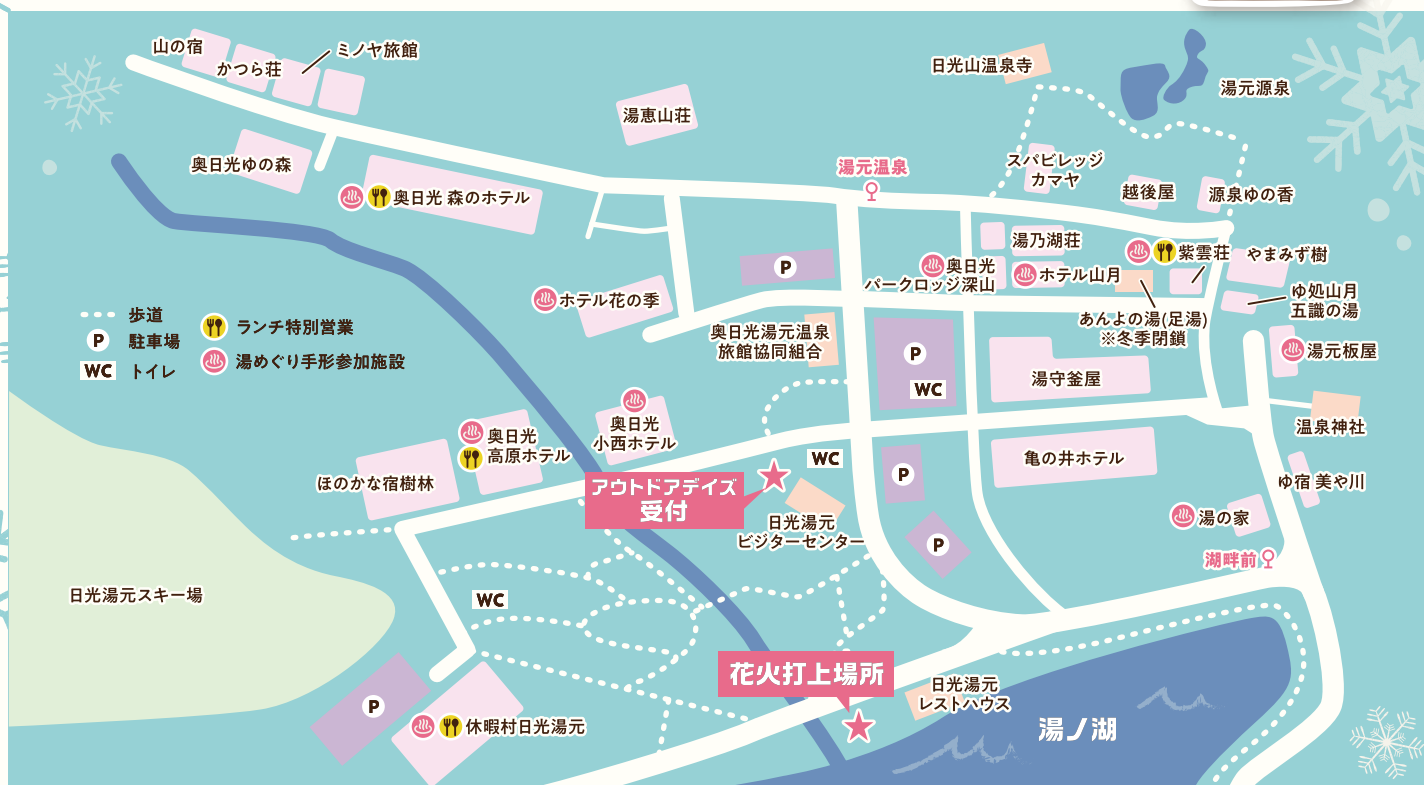 山の宿
かつら荘
ミノヤ旅館
日光山温泉寺
湯元源泉
湯恵山荘
奥日光ゆの森
奥日光 森のホテル
湯元温泉
スパビレッジ
カマヤ
越後屋
源泉ゆの香
湯乃湖荘
紫雲荘
やまみず樹
P
奥日光
パークロッジ深山
ホテル山月
ホテル花の季
ゆ処山月
五識の湯
あんよの湯(足湯)
※冬季閉鎖
歩道
P
駐車場
WC
トイレ
ランチ特別営業
湯めぐり手形参加施設
奥日光湯元温泉
旅館協同組合
P
WC
湯守釜屋
湯元板屋
温泉神社
奥日光
小西ホテル
奥日光
高原ホテル
ほのかな宿樹林
WC
亀の井ホテル
P
ゆ宿 美や川
アウトドアデイズ
受付
日光湯元
ビジターセンター
湯の家
P
湖畔前
日光湯元スキー場
WC
花火打上場所
日光湯元
レストハウス
P
休暇村日光湯元
湯ノ湖